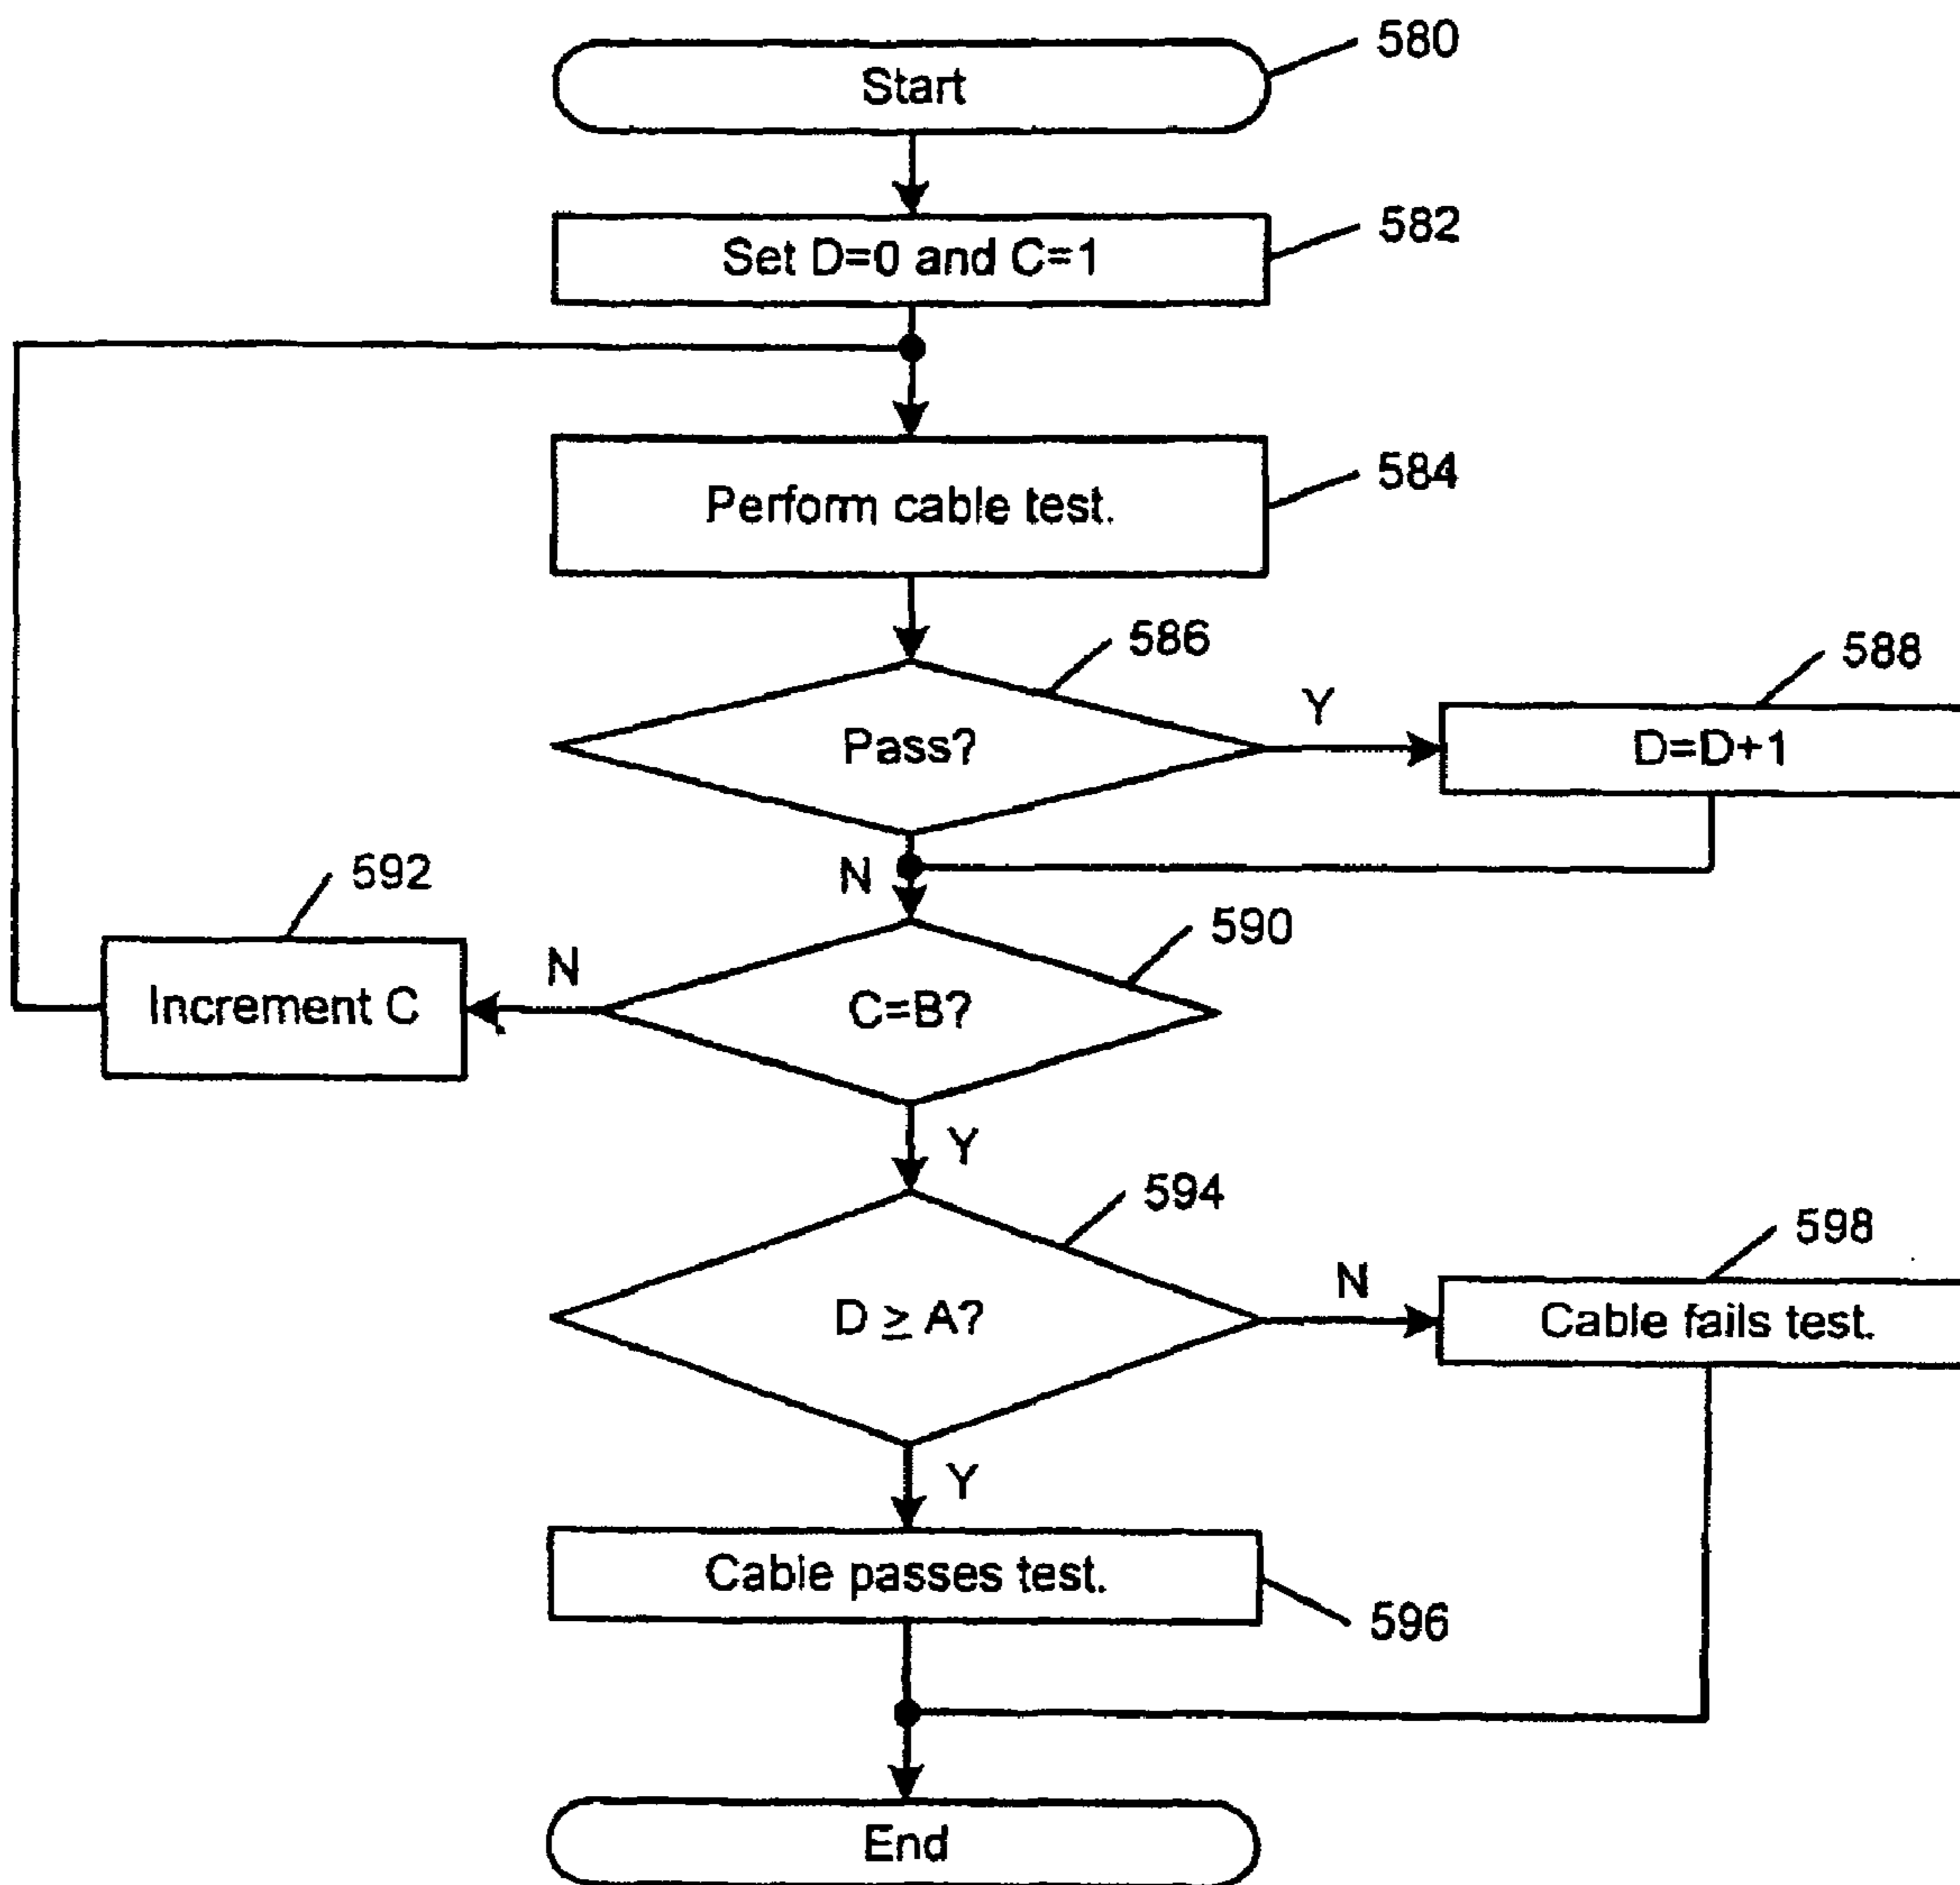 580
Start
582
Set D=0 and C=1
584
Perform cable test.
586
588
Pass?
Y
D=D+1
N
592
590
Increment C
N
C=B?
Y
594
598
D ≥ A?
N
Cable fails test.
Y
Cable passes test.
596
End